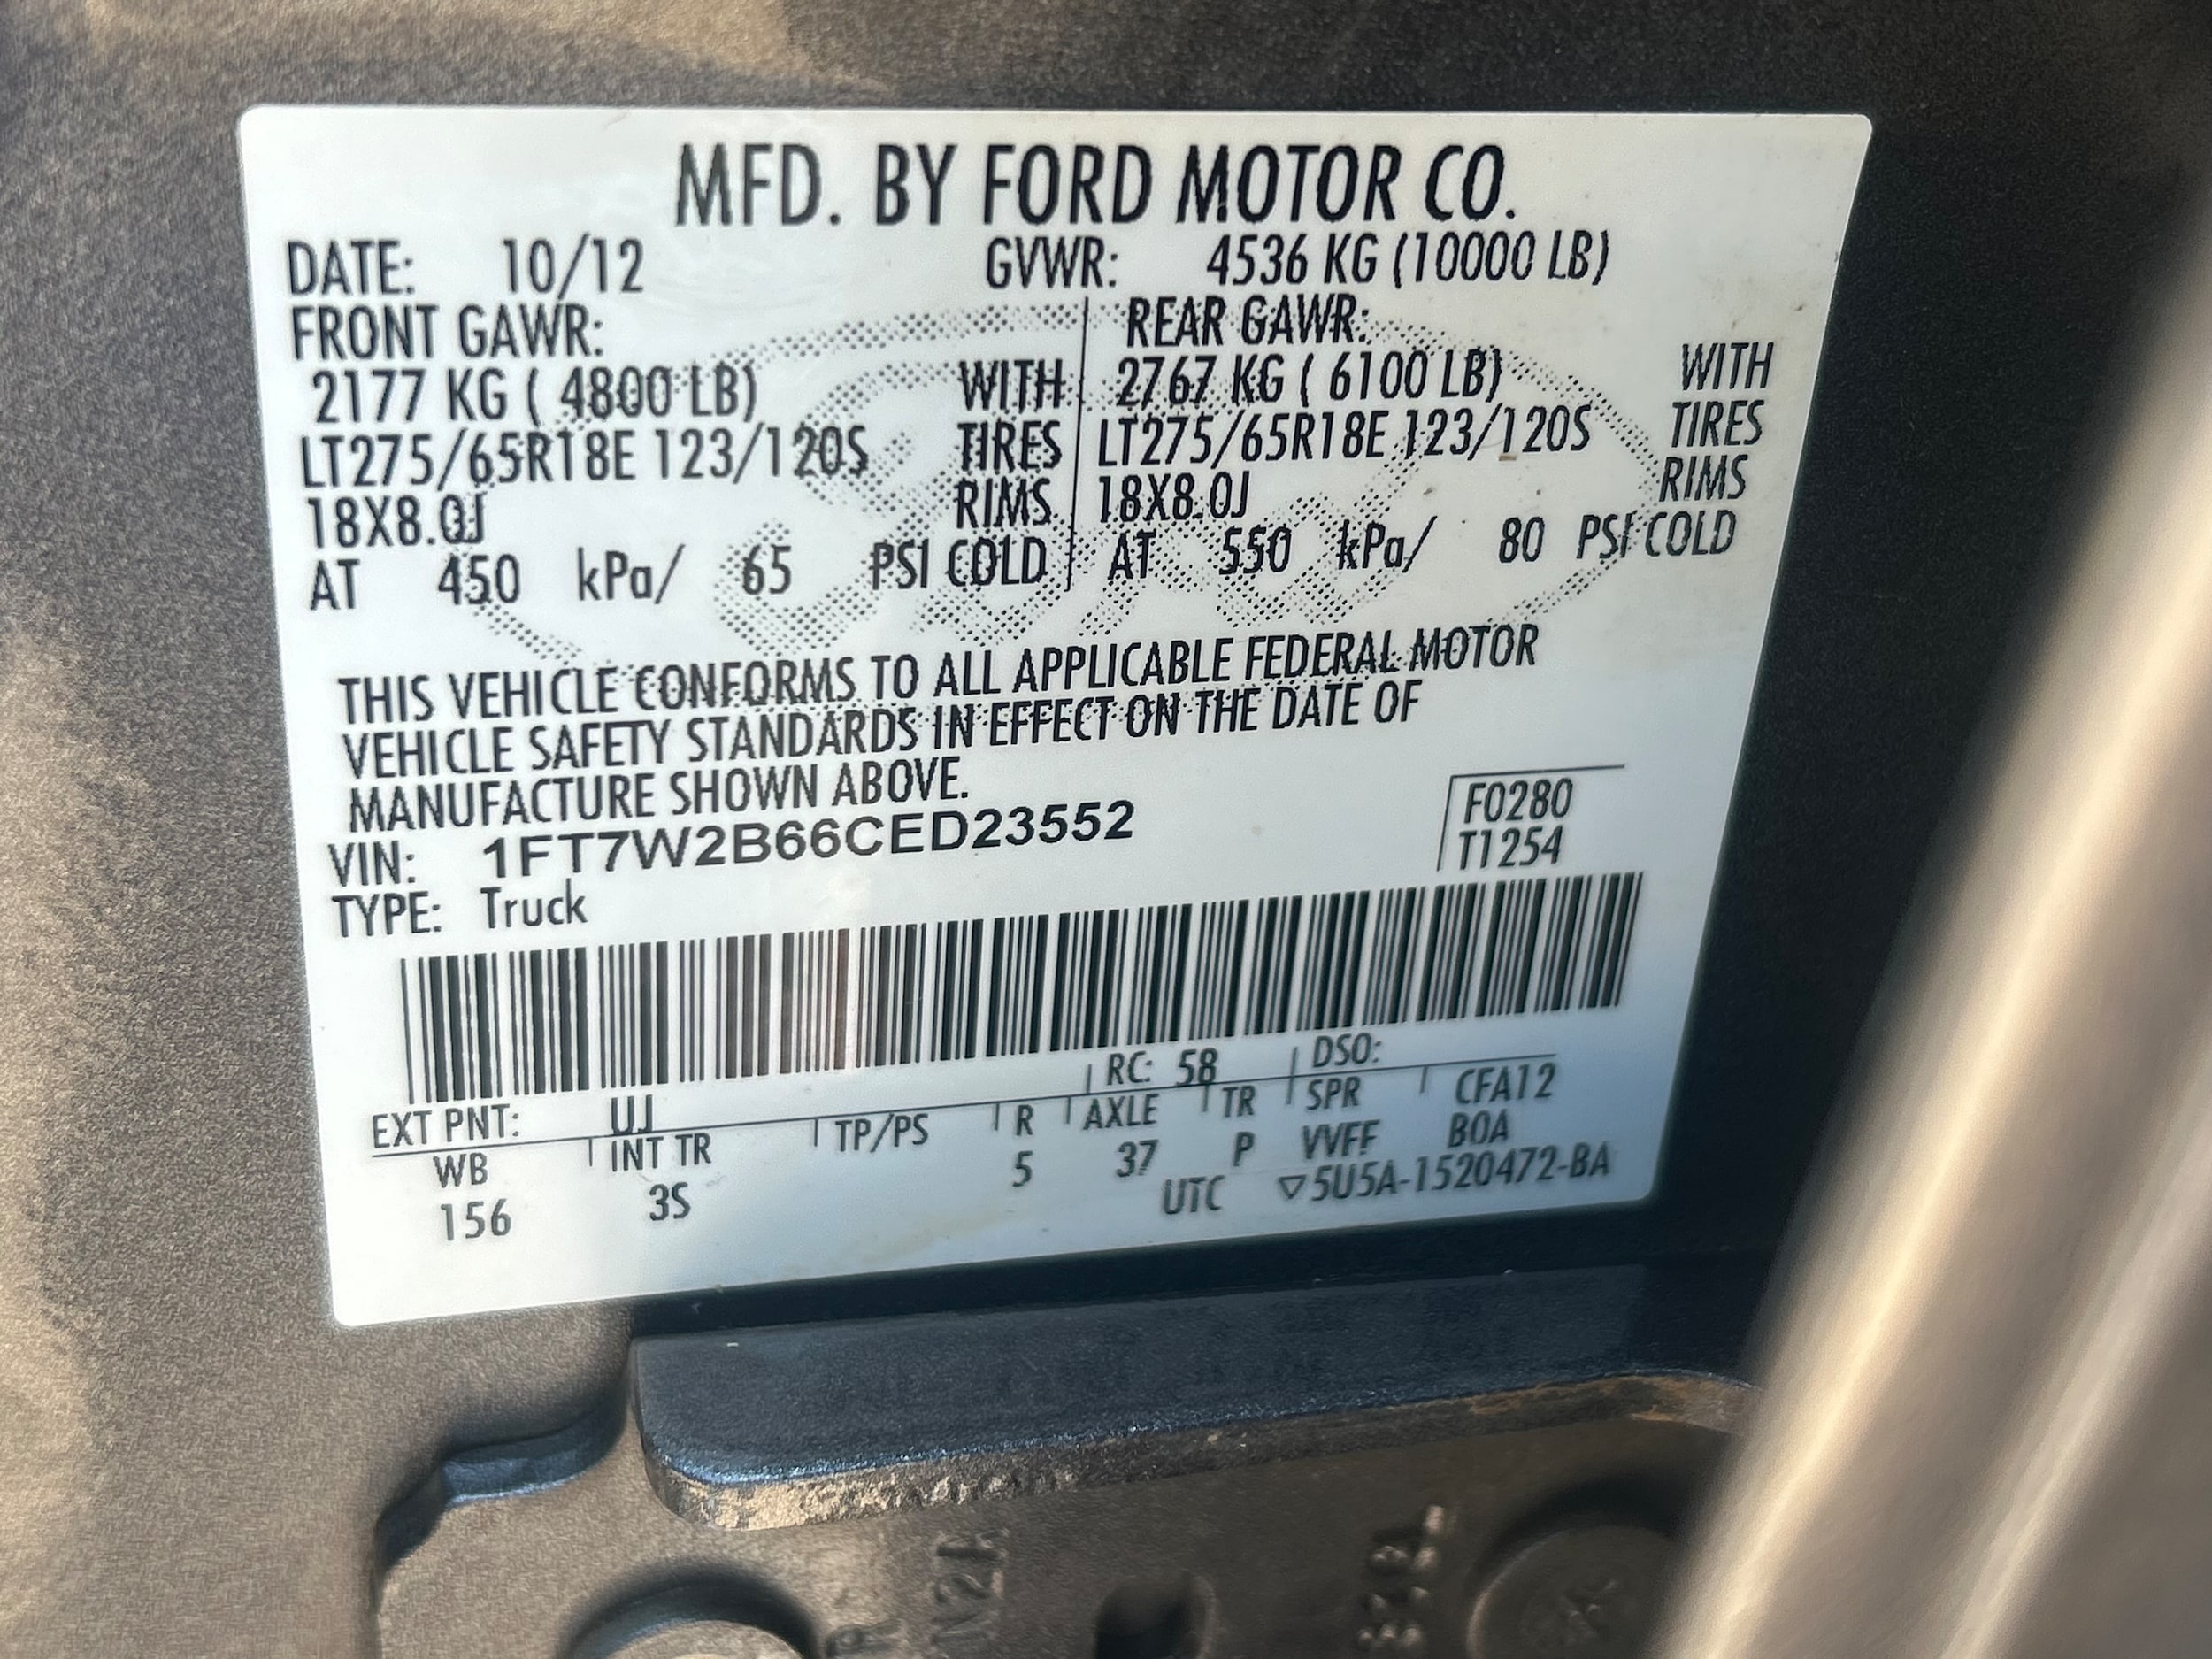 MFD. BY FORD MOTOR CO.
DATE: 10/12 GVWR: 4536 KG (10000 LB)
FRONT GAWR: REAR GAWR:
2177 KG ( 4800 LB) WITH 2767 KG ( 6100 LB) WITH
LT275/65R18E 123/120S TIRES LT275/65R18E 123/120S TIRES
18X8.0J RIMS 18X8.0J RIMS
AT 450 kPa/ 65 PSI COLD AT 550 kPa/ 80 PSI COLD
THIS VEHICLE CONFORMS TO ALL APPLICABLE FEDERAL MOTOR
VEHICLE SAFETY STANDARDS IN EFFECT ON THE DATE OF
MANUFACTURE SHOWN ABOVE.
VIN: 1FT7W2B66CED23552 F0280
TYPE: Truck T1254
EXT PNT: UJ RC: 58 DSO:
WB INT TR TP/PS R AXLE TR SPR CFA12
156 3S 5 37 P VVFF BOA
UTC ▽5U5A-1520472-BA